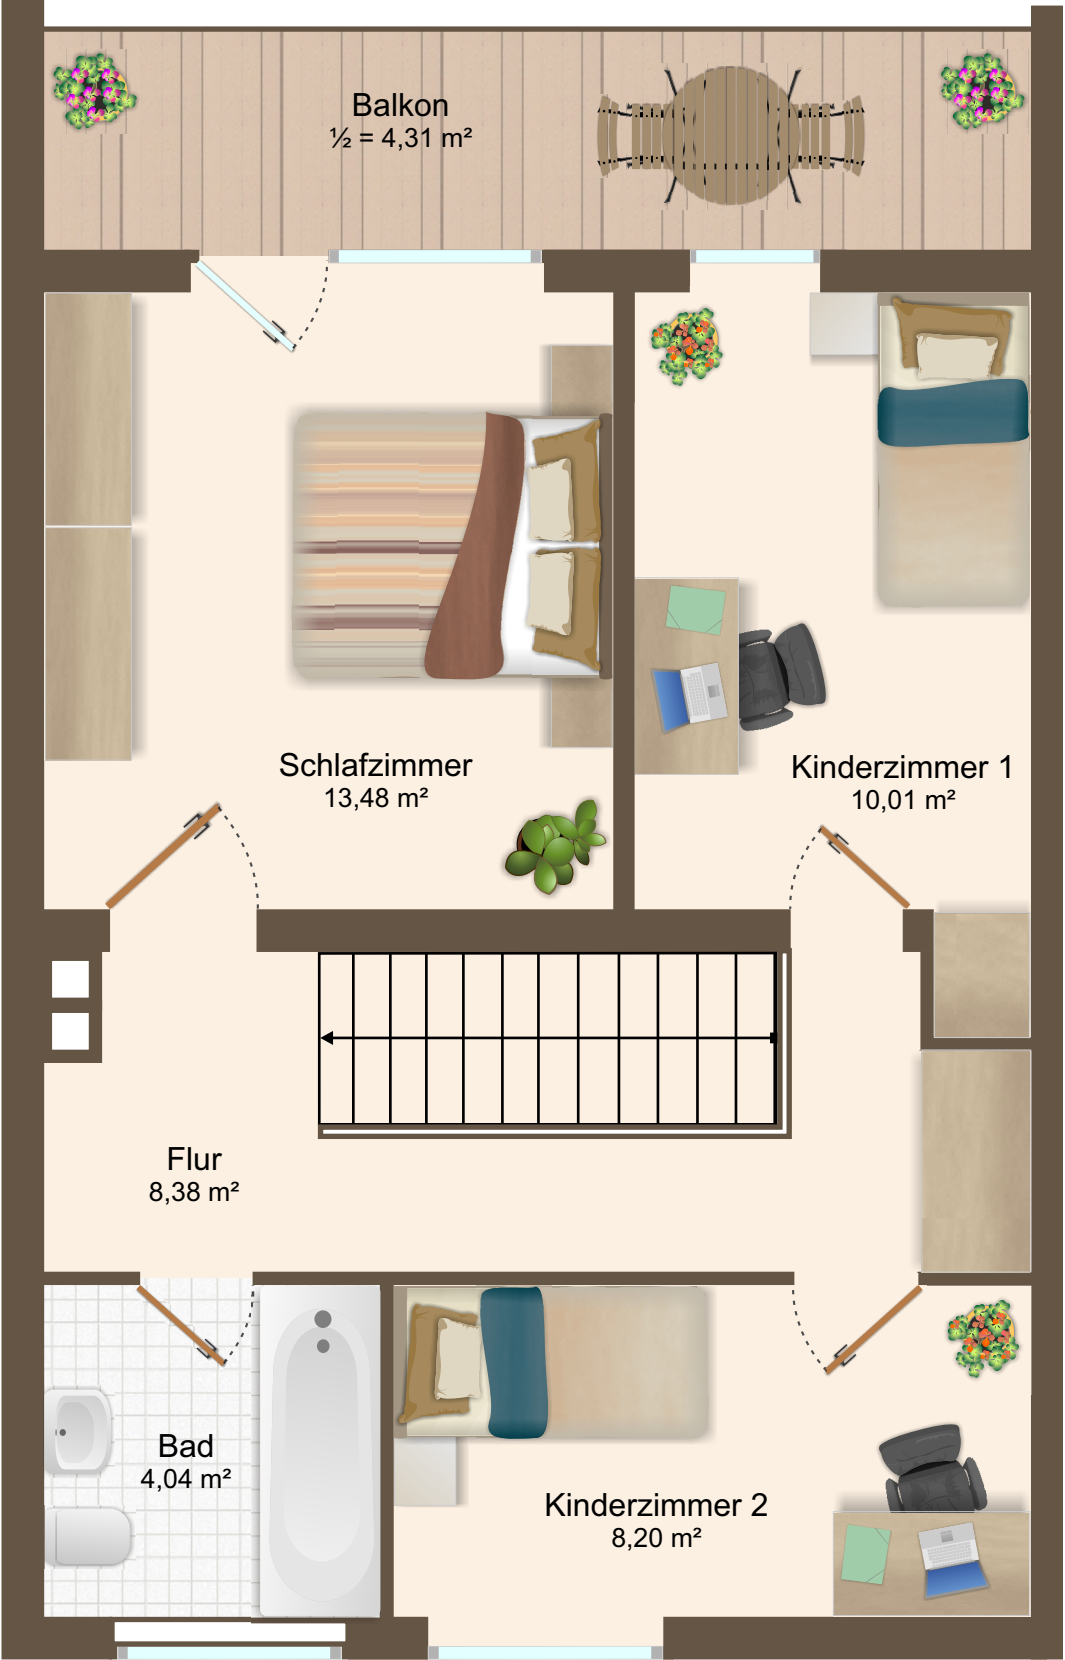 Balkon
½ = 4,31 m²
Schlafzimmer
13,48 m²
Kinderzimmer 1
10,01 m²
Flur
8,38 m²
Bad
4,04 m²
Kinderzimmer 2
8,20 m²